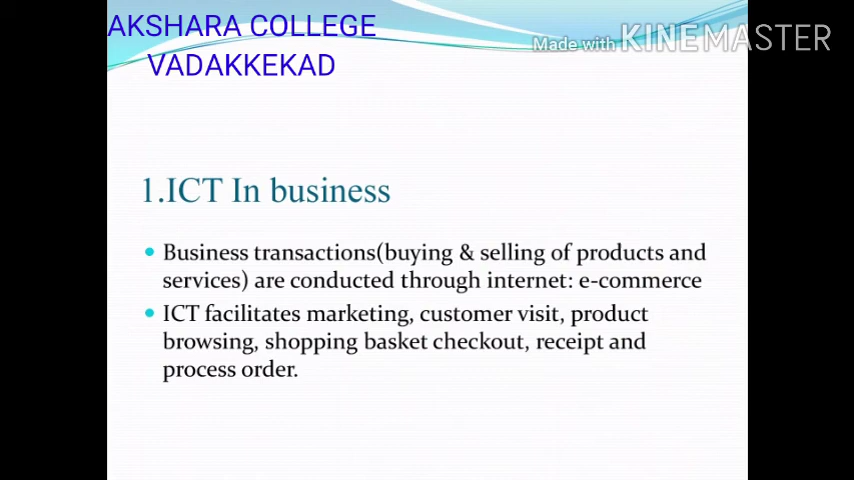 AKSHARA COLLEGE
VADAKKEKAD
Made with KINEMASTER
1.ICT In business
• Business transactions(buying & selling of products and
services) are conducted through internet: e-commerce
• ICT facilitates marketing, customer visit, product
browsing, shopping basket checkout, receipt and
process order.